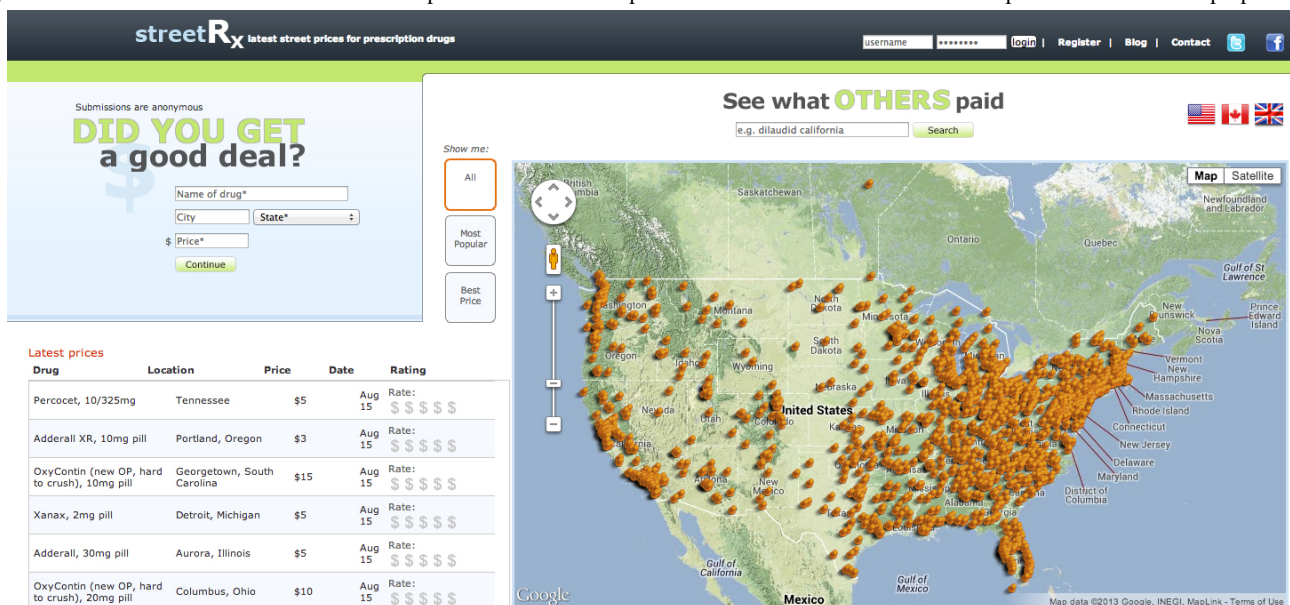 streetRx latest street prices for prescription drugs
username •••••••• login | Register | Blog | Contact
Submissions are anonymous
DID YOU GET
a good deal?
$
Name of drug*
City State*
$ Price*
Continue
See what OTHERS paid
e.g. dilaudid california Search
Show me:
All
Most
Popular
Best
Price
Map Satellite
Saskatchewan
Newfoundland
and Labrador
Ontario
Quebec
Gulf of St
Lawrence
New
Brunswick
Prince
Edward
Island
Nova
Scotia
Montana
North
Dakota
Minnesota
Vermont
New
Hampshire
Oregon
Idaho
Wyoming
South
Dakota
Massachusetts
Rhode Island
Connecticut
Nevada
Utah
Colorado
United States
New Jersey
Delaware
Maryland
District of
Columbia
New
Mexico
Alabama
Gulf of
California
Gulf of
Mexico
Mexico
Google
Map data ©2013 Google, INEGI, MapLink - Terms of Use
Latest prices
Drug Location Price Date Rating
Percocet, 10/325mg Tennessee $5 Aug 15 Rate:
$ $ $ $ $
Adderall XR, 10mg pill Portland, Oregon $3 Aug 15 Rate:
$ $ $ $ $
OxyContin (new OP, hard Georgetown, South $15 Aug 15 Rate:
to crush), 10mg pill Carolina $ $ $ $ $
Xanax, 2mg pill Detroit, Michigan $5 Aug 15 Rate:
$ $ $ $ $
Adderall, 30mg pill Aurora, Illinois $5 Aug 15 Rate:
$ $ $ $ $
OxyContin (new OP, hard Columbus, Ohio $10 Aug 15 Rate:
to crush), 20mg pill $ $ $ $ $